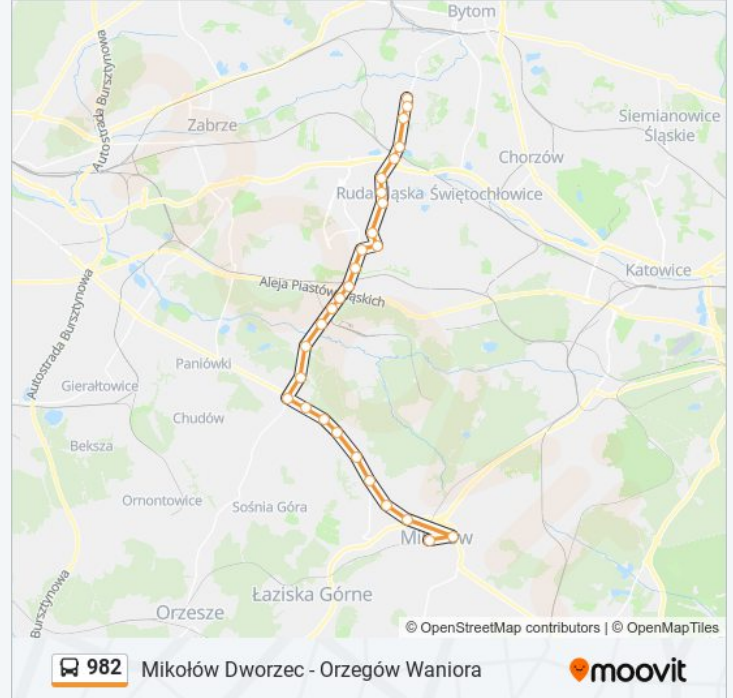 Bytom
Autostrada Bursztynowa
Zabrze
Siemianowice
Śląskie
Chorzów
Ruda Śląska
Świętochłowice
Katowice
Aleja Piastów Śląskich
Autostrada Bursztynowa
Paniówki
Gierałtowice
Chudów
Beksza
Ornontowice
Sośnia Góra
Mikołów
Bursztynowa
Łaziska Górne
Orzesze
© OpenStreetMap contributors | © OpenMapTiles
982 Mikołów Dworzec - Orzegów Waniora
moovit